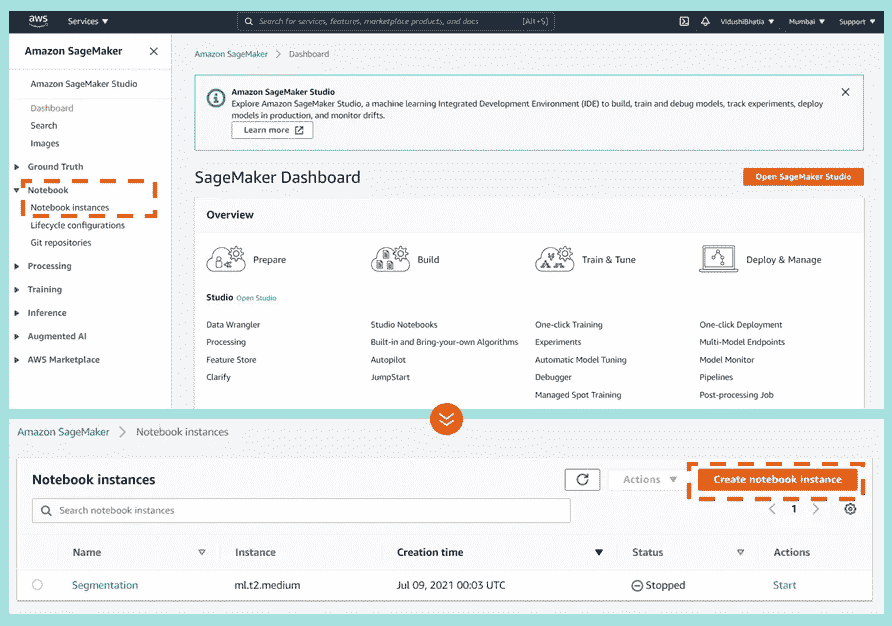 aws
Services
Search for services, features, marketplace products, and docs
[Alt+S]
VidushiBhatia
Mumbai
Support
Amazon SageMaker
Amazon SageMaker Studio
Dashboard
Search
Images
Ground Truth
Notebook
Notebook instances
Lifecycle configurations
Git repositories
Processing
Training
Inference
Augmented AI
AWS Marketplace
Amazon SageMaker > Dashboard
Amazon SageMaker Studio
Explore Amazon SageMaker Studio, a machine learning Integrated Development Environment (IDE) to build, train and debug models, track experiments, deploy
models in production, and monitor drifts.
Learn more
SageMaker Dashboard
Open SageMaker Studio
Overview
Prepare
Build
Train & Tune
Deploy & Manage
Studio Open Studio
Data Wrangler
Studio Notebooks
One-click Training
One-click Deployment
Processing
Built-in and Bring-your-own Algorithms
Experiments
Multi-Model Endpoints
Feature Store
Autopilot
Automatic Model Tuning
Model Monitor
Clarify
JumpStart
Debugger
Pipelines
Managed Spot Training
Post-processing Job
Amazon SageMaker > Notebook instances
Notebook instances
Actions
Create notebook instance
Search notebook instances
1
Name
Instance
Creation time
Status
Actions
Segmentation
ml.t2.medium
Jul 09, 2021 00:03 UTC
Stopped
Start